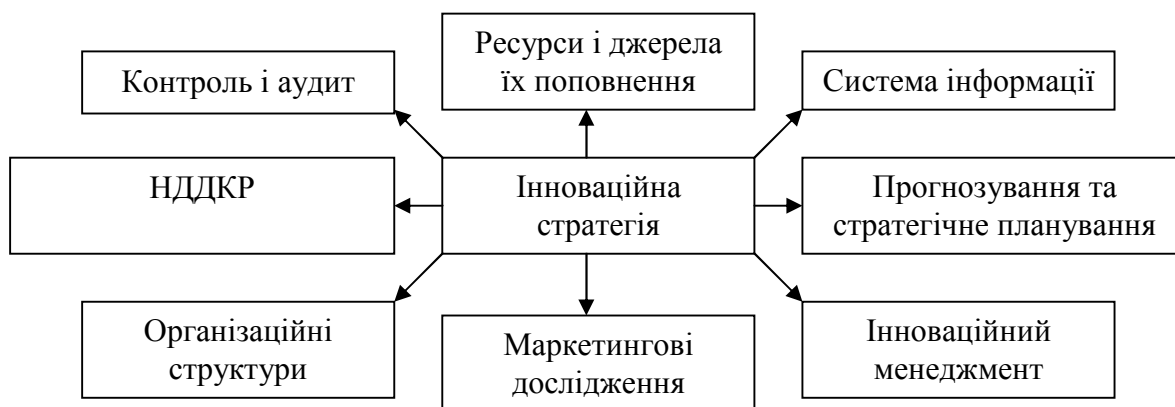 Контроль і аудит
Ресурси і джерела
їх поповнення
Система інформації
НДДКР
Інноваційна
стратегія
Прогнозування та
стратегічне планування
Організаційні
структури
Маркетингові
дослідження
Інноваційний
менеджмент